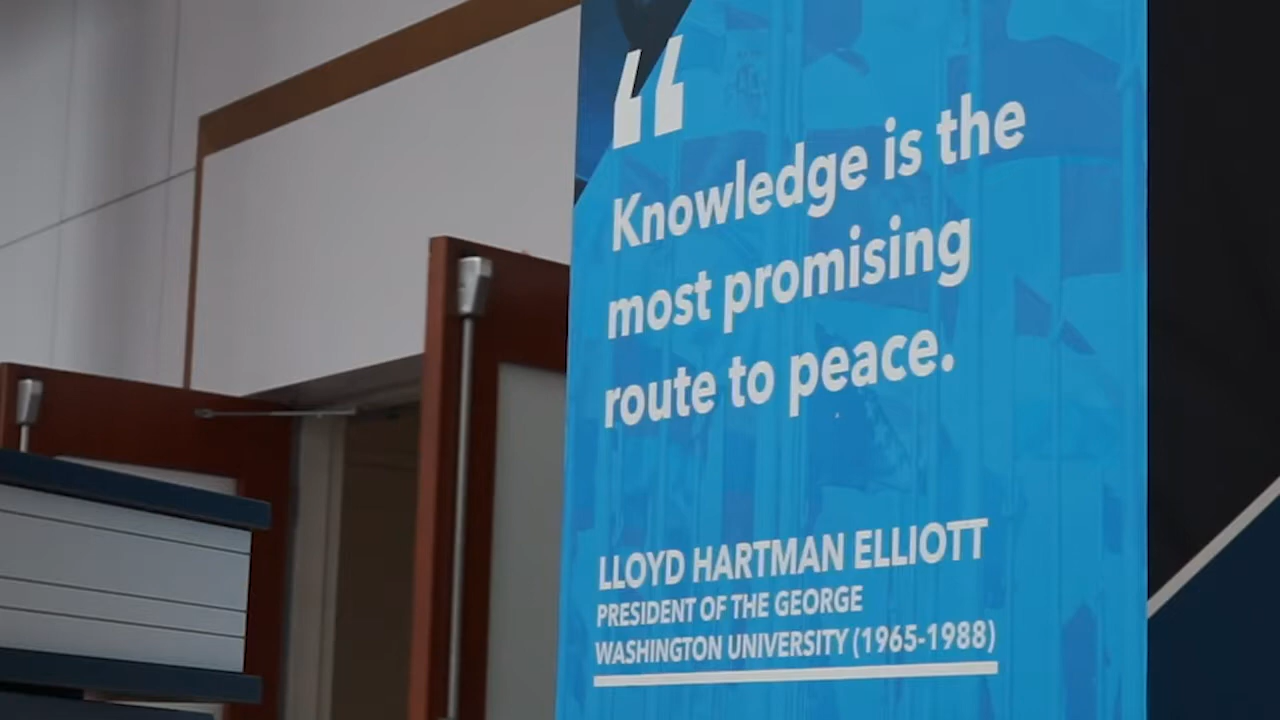 “
Knowledge is the
most promising
route to peace.
LLOYD HARTMAN ELLIOTT
PRESIDENT OF THE GEORGE
WASHINGTON UNIVERSITY (1965-1988)